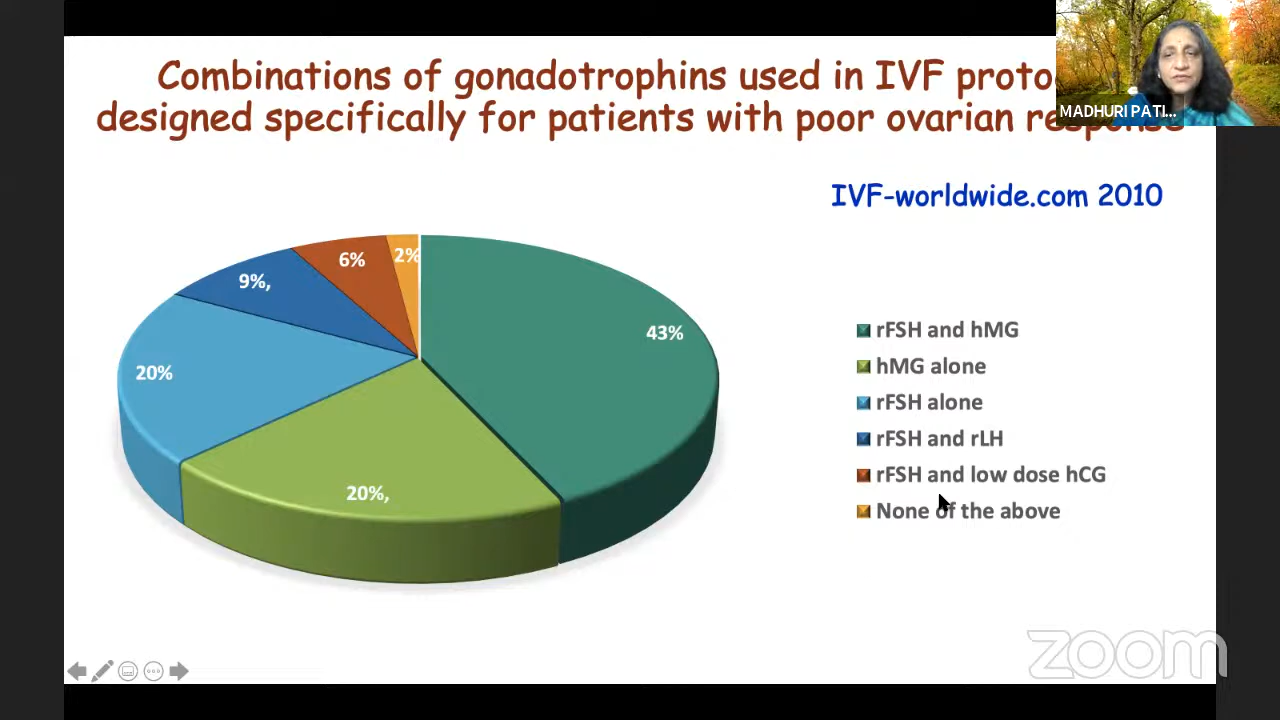 Combinations of gonadotrophins used in IVF
designed specifically for patients with poor ovarian
MADHURI PATI...
IVF-worldwide.com 2010
2%
6%
9%,
43%
20%
20%,
rFSH and hMG
hMG alone
rFSH alone
rFSH and rLH
rFSH and low dose hCG
None of the above
zoom